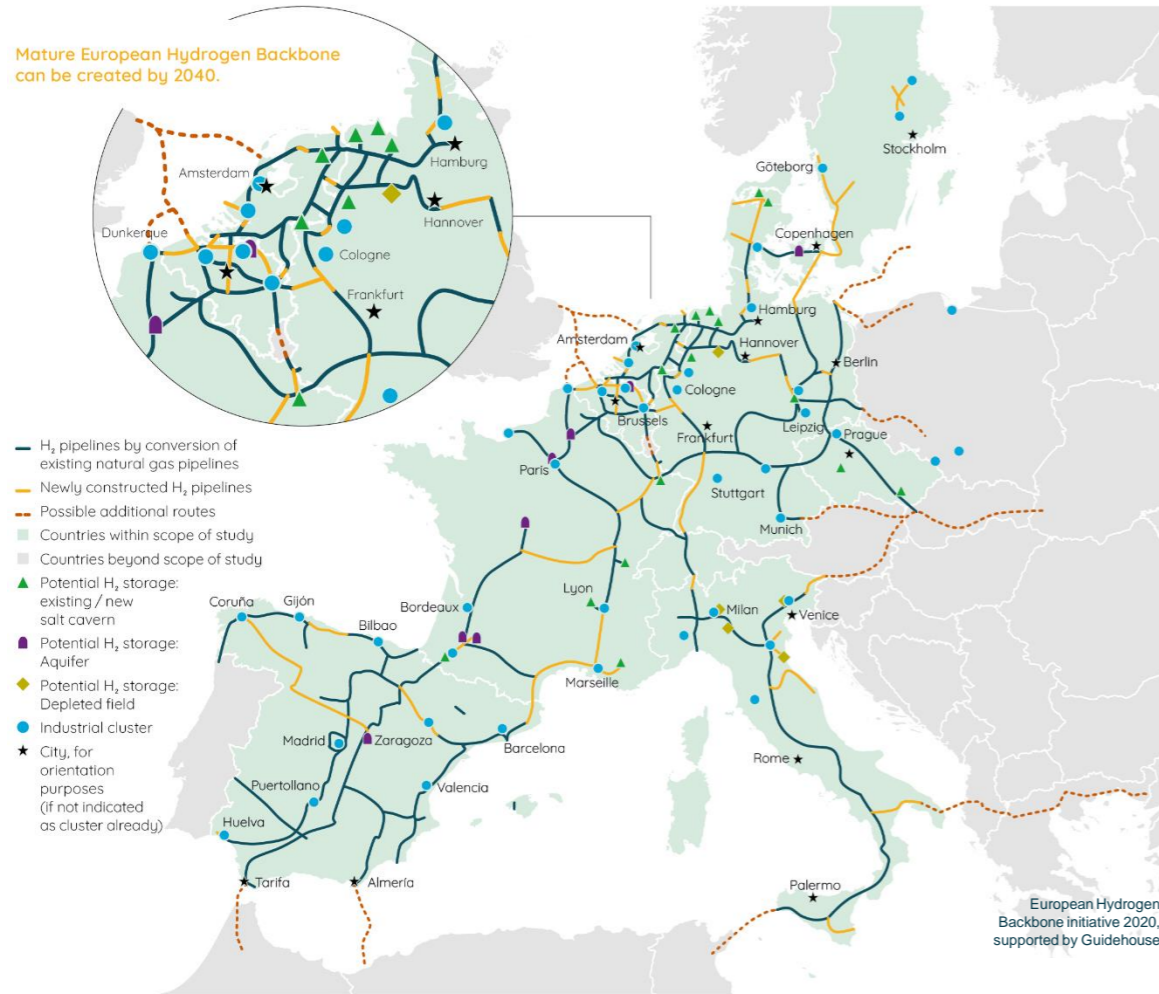 Mature European Hydrogen Backbone
can be created by 2040.
Amsterdam
Hamburg
Hannover
Dunkerque
Cologne
Frankfurt
H₂ pipelines by conversion of
existing natural gas pipelines
Newly constructed H₂ pipelines
Possible additional routes
Countries within scope of study
Countries beyond scope of study
Potential H₂ storage:
existing / new
salt cavern
Potential H₂ storage:
Aquifer
Potential H₂ storage:
Depleted field
Industrial cluster
City, for
orientation
purposes
(if not indicated
as cluster already)
Stockholm
Göteborg
Copenhagen
Hamburg
Amsterdam
Hannover
Berlin
Cologne
Brussels
Leipzig
Frankfurt
Prague
Paris
Stuttgart
Munich
Lyon
Milan
Venice
Bordeaux
Coruña
Gijón
Bilbao
Marseille
Madrid
Zaragoza
Barcelona
Rome
Puertollano
Valencia
Huelva
Tarifa
Almería
Palermo
European Hydrogen
Backbone initiative 2020,
supported by Guidehouse